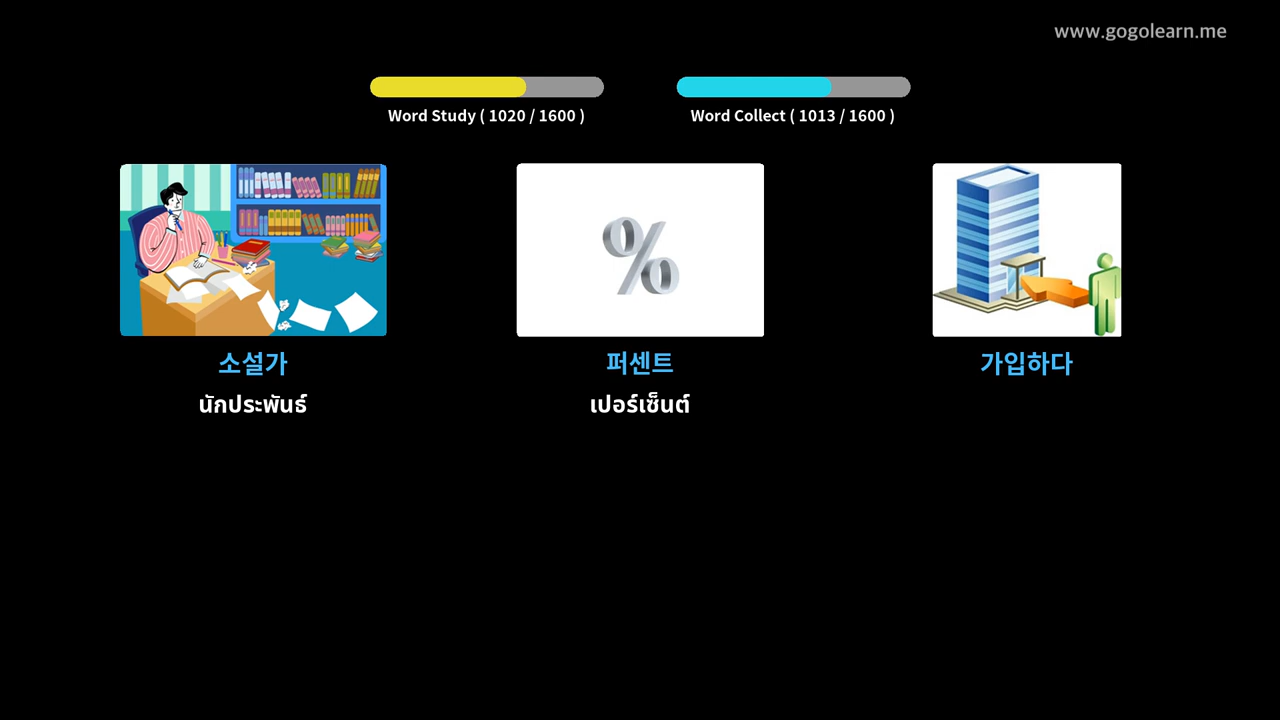 www.gogolearn.me
Word Study ( 1020 / 1600 )
Word Collect ( 1013 / 1600 )
%
소설가
퍼센트
가입하다
นักประพันธ์
เปอร์เซ็นต์